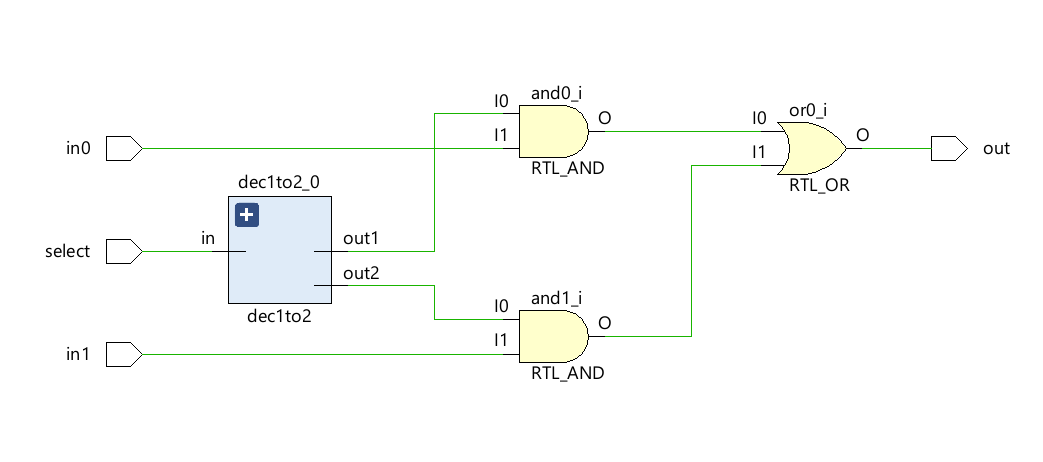 and0_i
I0
O
in0
I1
RTL_AND
or0_i
I0
O
I1
out
RTL_OR
dec1to2_0
select
in
out1
out2
dec1to2
and1_i
I0
O
in1
I1
RTL_AND